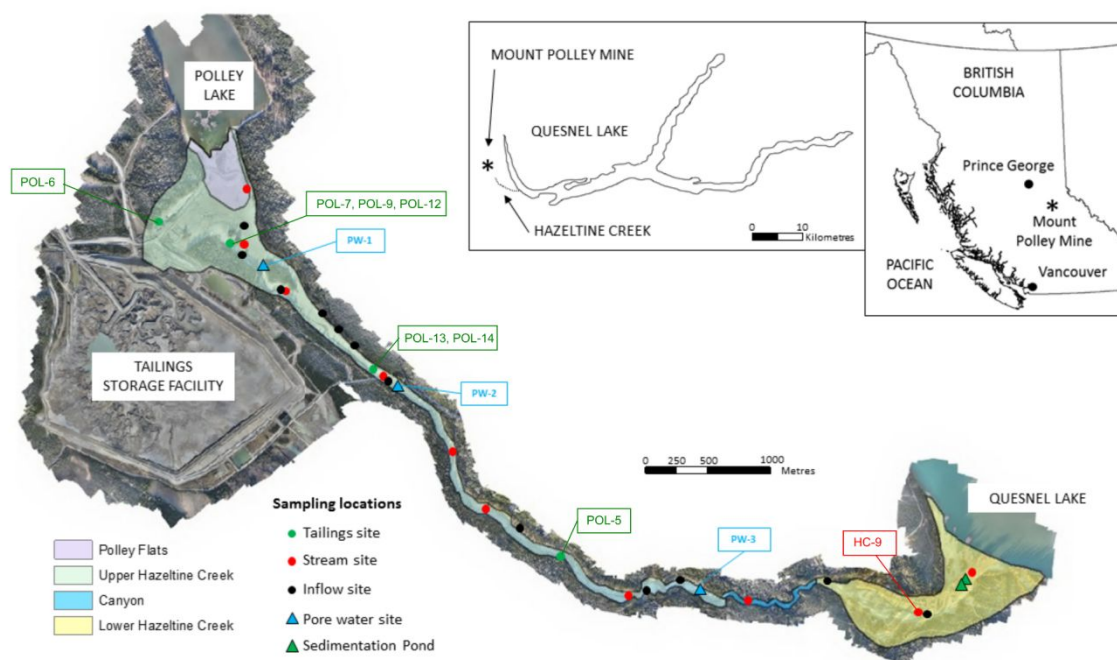 POLLEY
LAKE
POL-6
POL-7, POL-9, POL-12
PW-1
POL-13, POL-14
PW-2
TAILINGS
STORAGE FACILITY
POL-5
PW-3
HC-9
QUESNEL LAKE
0 250 500 1000
Metres
MOUNT POLLEY MINE
QUESNEL LAKE
HAZELTINE CREEK
0 10
Kilometres
BRITISH
COLUMBIA
Prince George
Mount
Polley Mine
PACIFIC
OCEAN
Vancouver
Polley Flats
Upper Hazeltine Creek
Canyon
Lower Hazeltine Creek
Sampling locations
Tailings site
Stream site
Inflow site
Pore water site
Sedimentation Pond